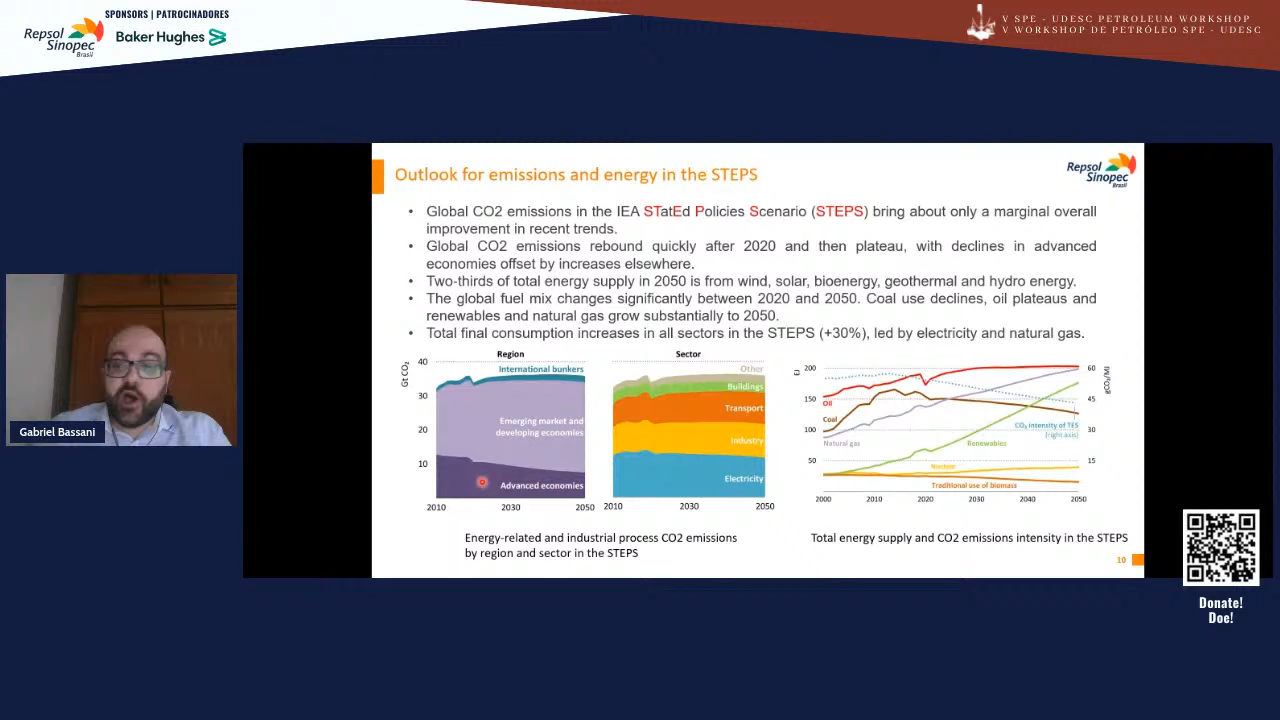 SPONSORS | PATROCINADORES
Repsol
Sinopec
Brasil
Baker Hughes
V SPE - UDESC PETROLEUM WORKSHOP
V WORKSHOP DE PETRÓLEO SPE - UDESC
Outlook for emissions and energy in the STEPS
Repsol
Sinopec
Brasil
• Global CO2 emissions in the IEA STatEd Policies Scenario (STEPS) bring about only a marginal overall
improvement in recent trends.
• Global CO2 emissions rebound quickly after 2020 and then plateau, with declines in advanced
economies offset by increases elsewhere.
• Two-thirds of total energy supply in 2050 is from wind, solar, bioenergy, geothermal and hydro energy.
• The global fuel mix changes significantly between 2020 and 2050. Coal use declines, oil plateaus and
renewables and natural gas grow substantially to 2050.
• Total final consumption increases in all sectors in the STEPS (+30%), led by electricity and natural gas.
Region
Gt CO2
40
30
20
10
International bunkers
Emerging market and
developing economies
Advanced economies
2010 2030 2050
Sector
Other
Buildings
Transport
Industry
Electricity
2010 2030 2050
EJ
200
150
100
50
60
45
30
15
Oil
Coal
Natural gas
CO2 intensity of TES
(right axis)
Renewables
Nuclear
Traditional use of biomass
2000 2010 2020 2030 2040 2050
Energy-related and industrial process CO2 emissions
by region and sector in the STEPS
Total energy supply and CO2 emissions intensity in the STEPS
10
Gabriel Bassani
Donate!
Doe!